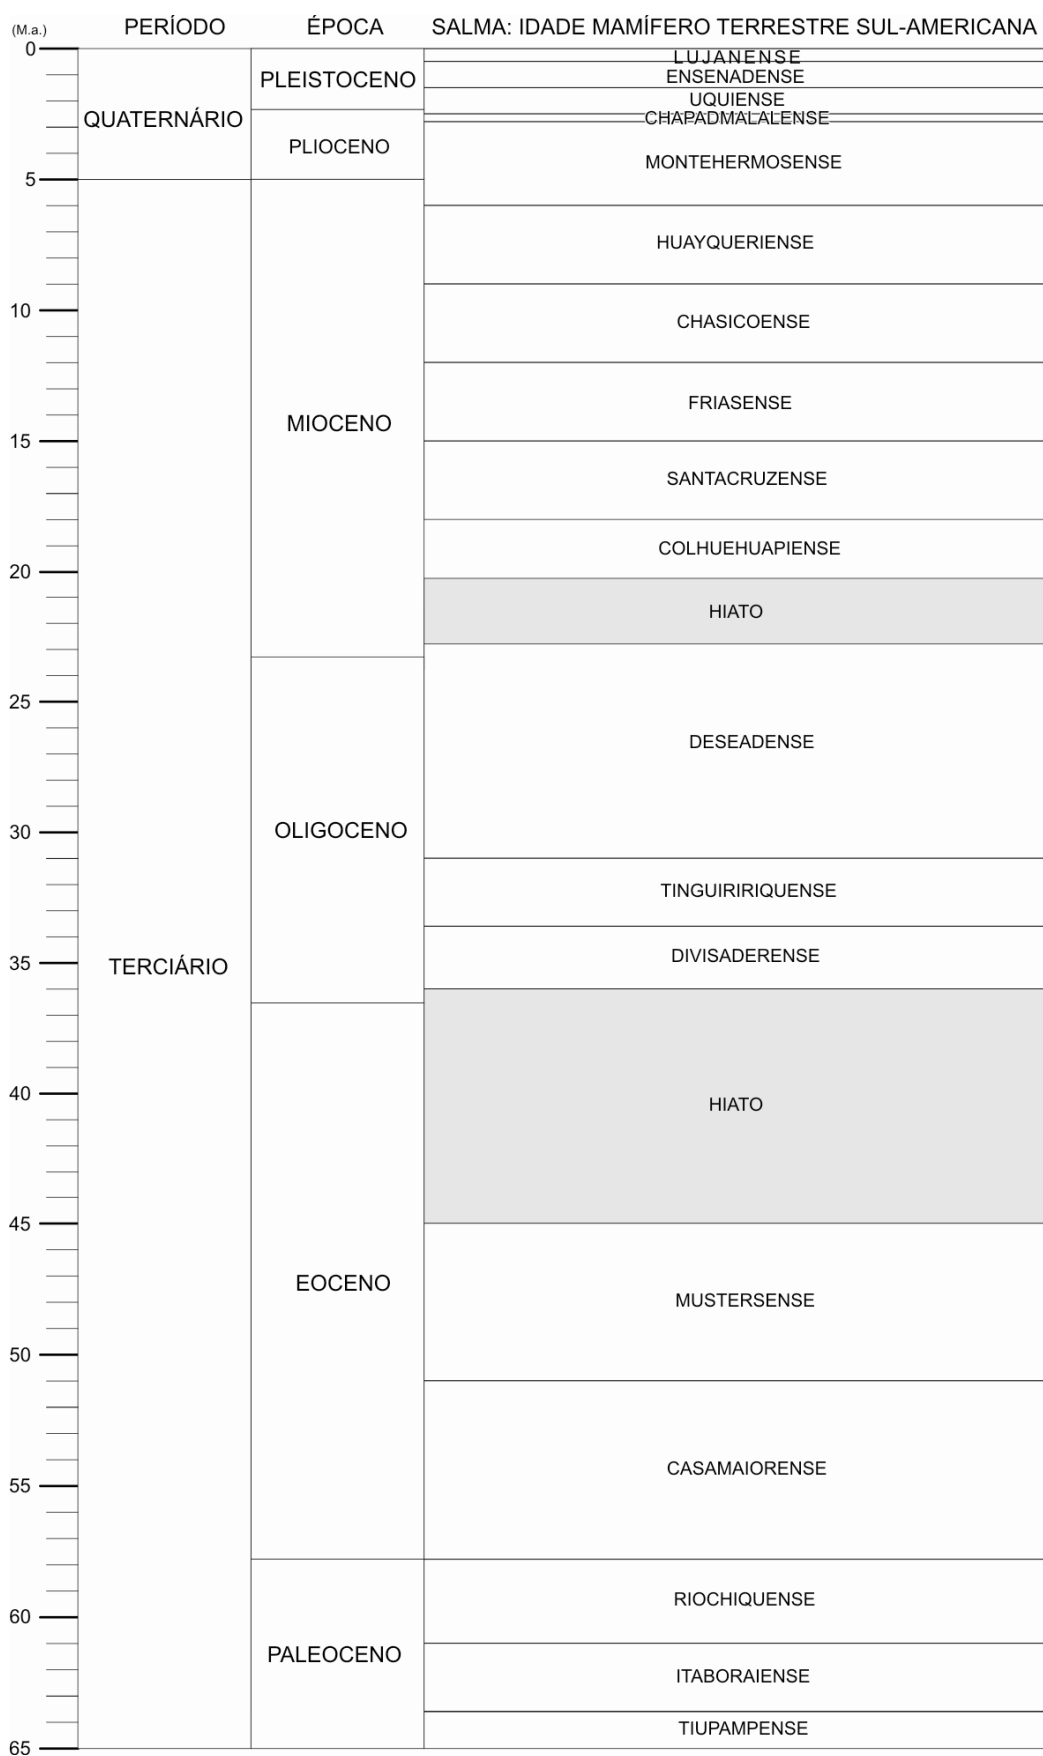 (M.a.)
PERÍODO
ÉPOCA
SALMA: IDADE MAMÍFERO TERRESTRE SUL-AMERICANA
0
5
10
15
20
25
30
35
40
45
50
55
60
65
QUATERNÁRIO
TERCIÁRIO
PLEISTOCENO
PLIOCENO
MIOCENO
OLIGOCENO
EOCENO
PALEOCENO
LUJANENSE
ENSENADENSE
UQUIENSE
CHAPADMALALENSE
MONTEHERMOSENSE
HUAYQUERIENSE
CHASICOENSE
FRIASENSE
SANTACRUZENSE
COLHUEHUAPIENSE
HIATO
DESEADENSE
TINGUIRIRIQUENSE
DIVISADERENSE
HIATO
MUSTERSENSE
CASAMAIORENSE
RIOCHIQUENSE
ITABORAIENSE
TIUPAMPENSE